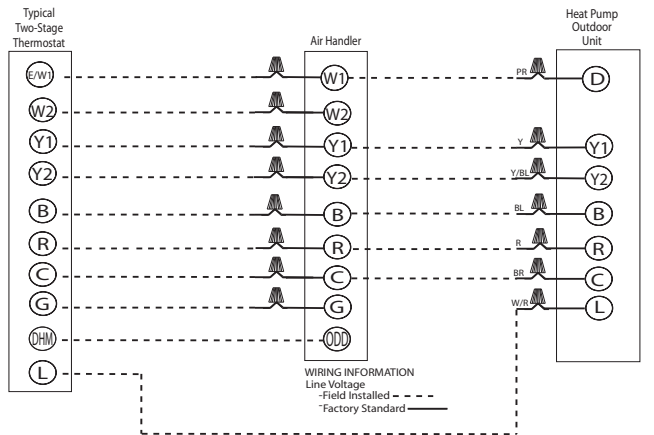 Typical
Two-Stage
Thermostat
Air Handler
Heat Pump
Outdoor
Unit
E/W1
W1
PR
D
W2
W2
Y1
Y1
Y
Y1
Y2
Y2
Y/BL
Y2
B
B
BL
B
R
R
R
R
C
C
BR
C
G
G
W/R
L
DHM
ODD
L
WIRING INFORMATION
Line Voltage
-Field Installed
-Factory Standard